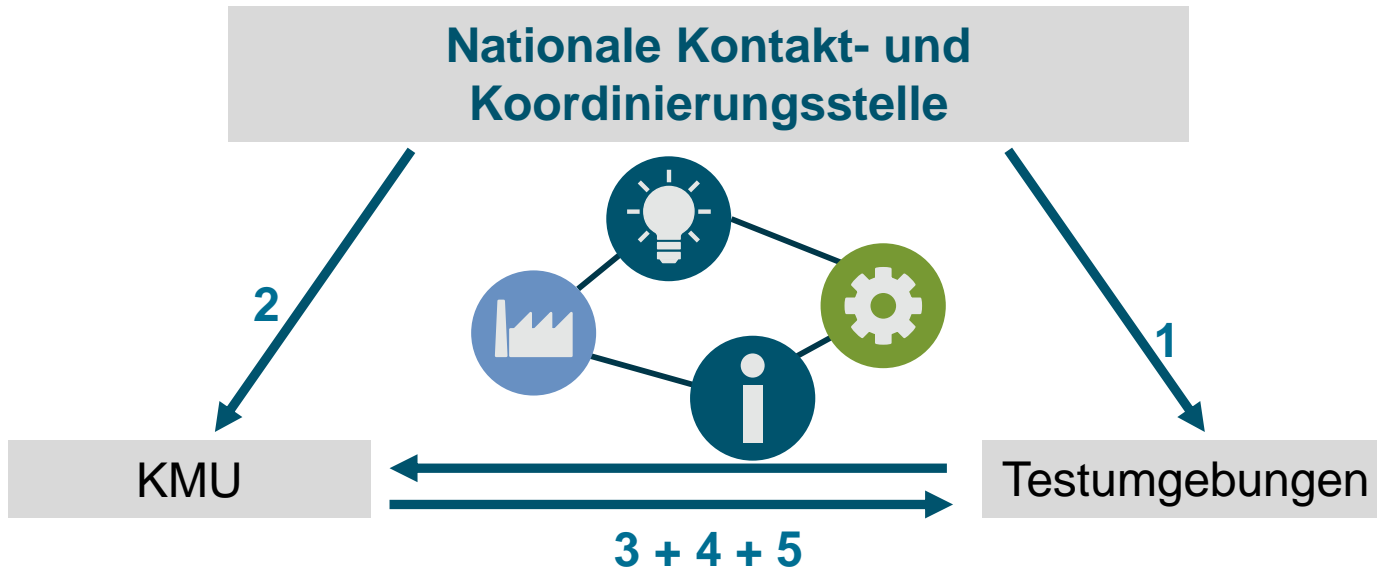 Nationale Kontakt- und
Koordinierungsstelle
2
1
KMU
Testumgebungen
3 + 4 + 5